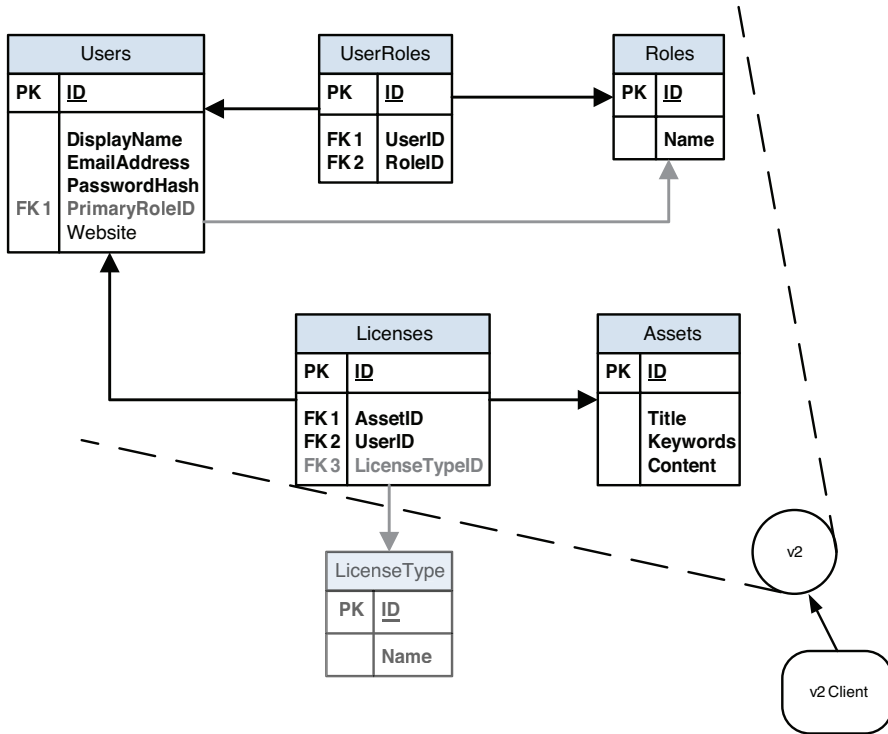 Users
PK ID
DisplayName
EmailAddress
PasswordHash
FK1 PrimaryRoleID
Website
UserRoles
PK ID
FK1 UserID
FK2 RoleID
Roles
PK ID
Name
Licenses
PK ID
FK1 AssetID
FK2 UserID
FK3 LicenseTypeID
Assets
PK ID
Title
Keywords
Content
LicenseType
PK ID
Name
v2
v2 Client